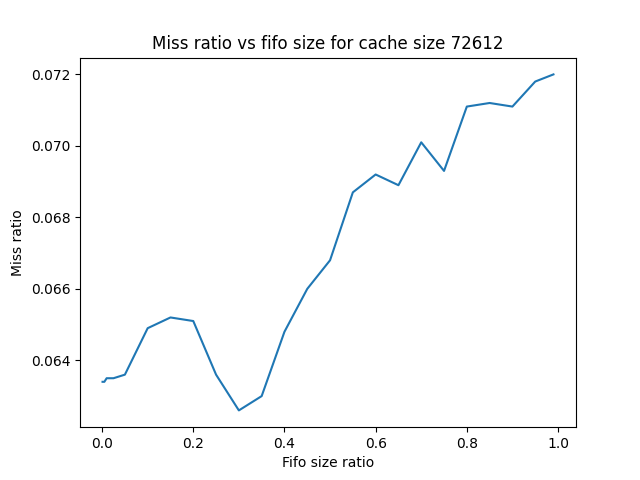 Miss ratio vs fifo size for cache size 72612
0.072
0.070
0.068
0.066
0.064
Miss ratio
0.0 0.2 0.4 0.6 0.8 1.0
Fifo size ratio